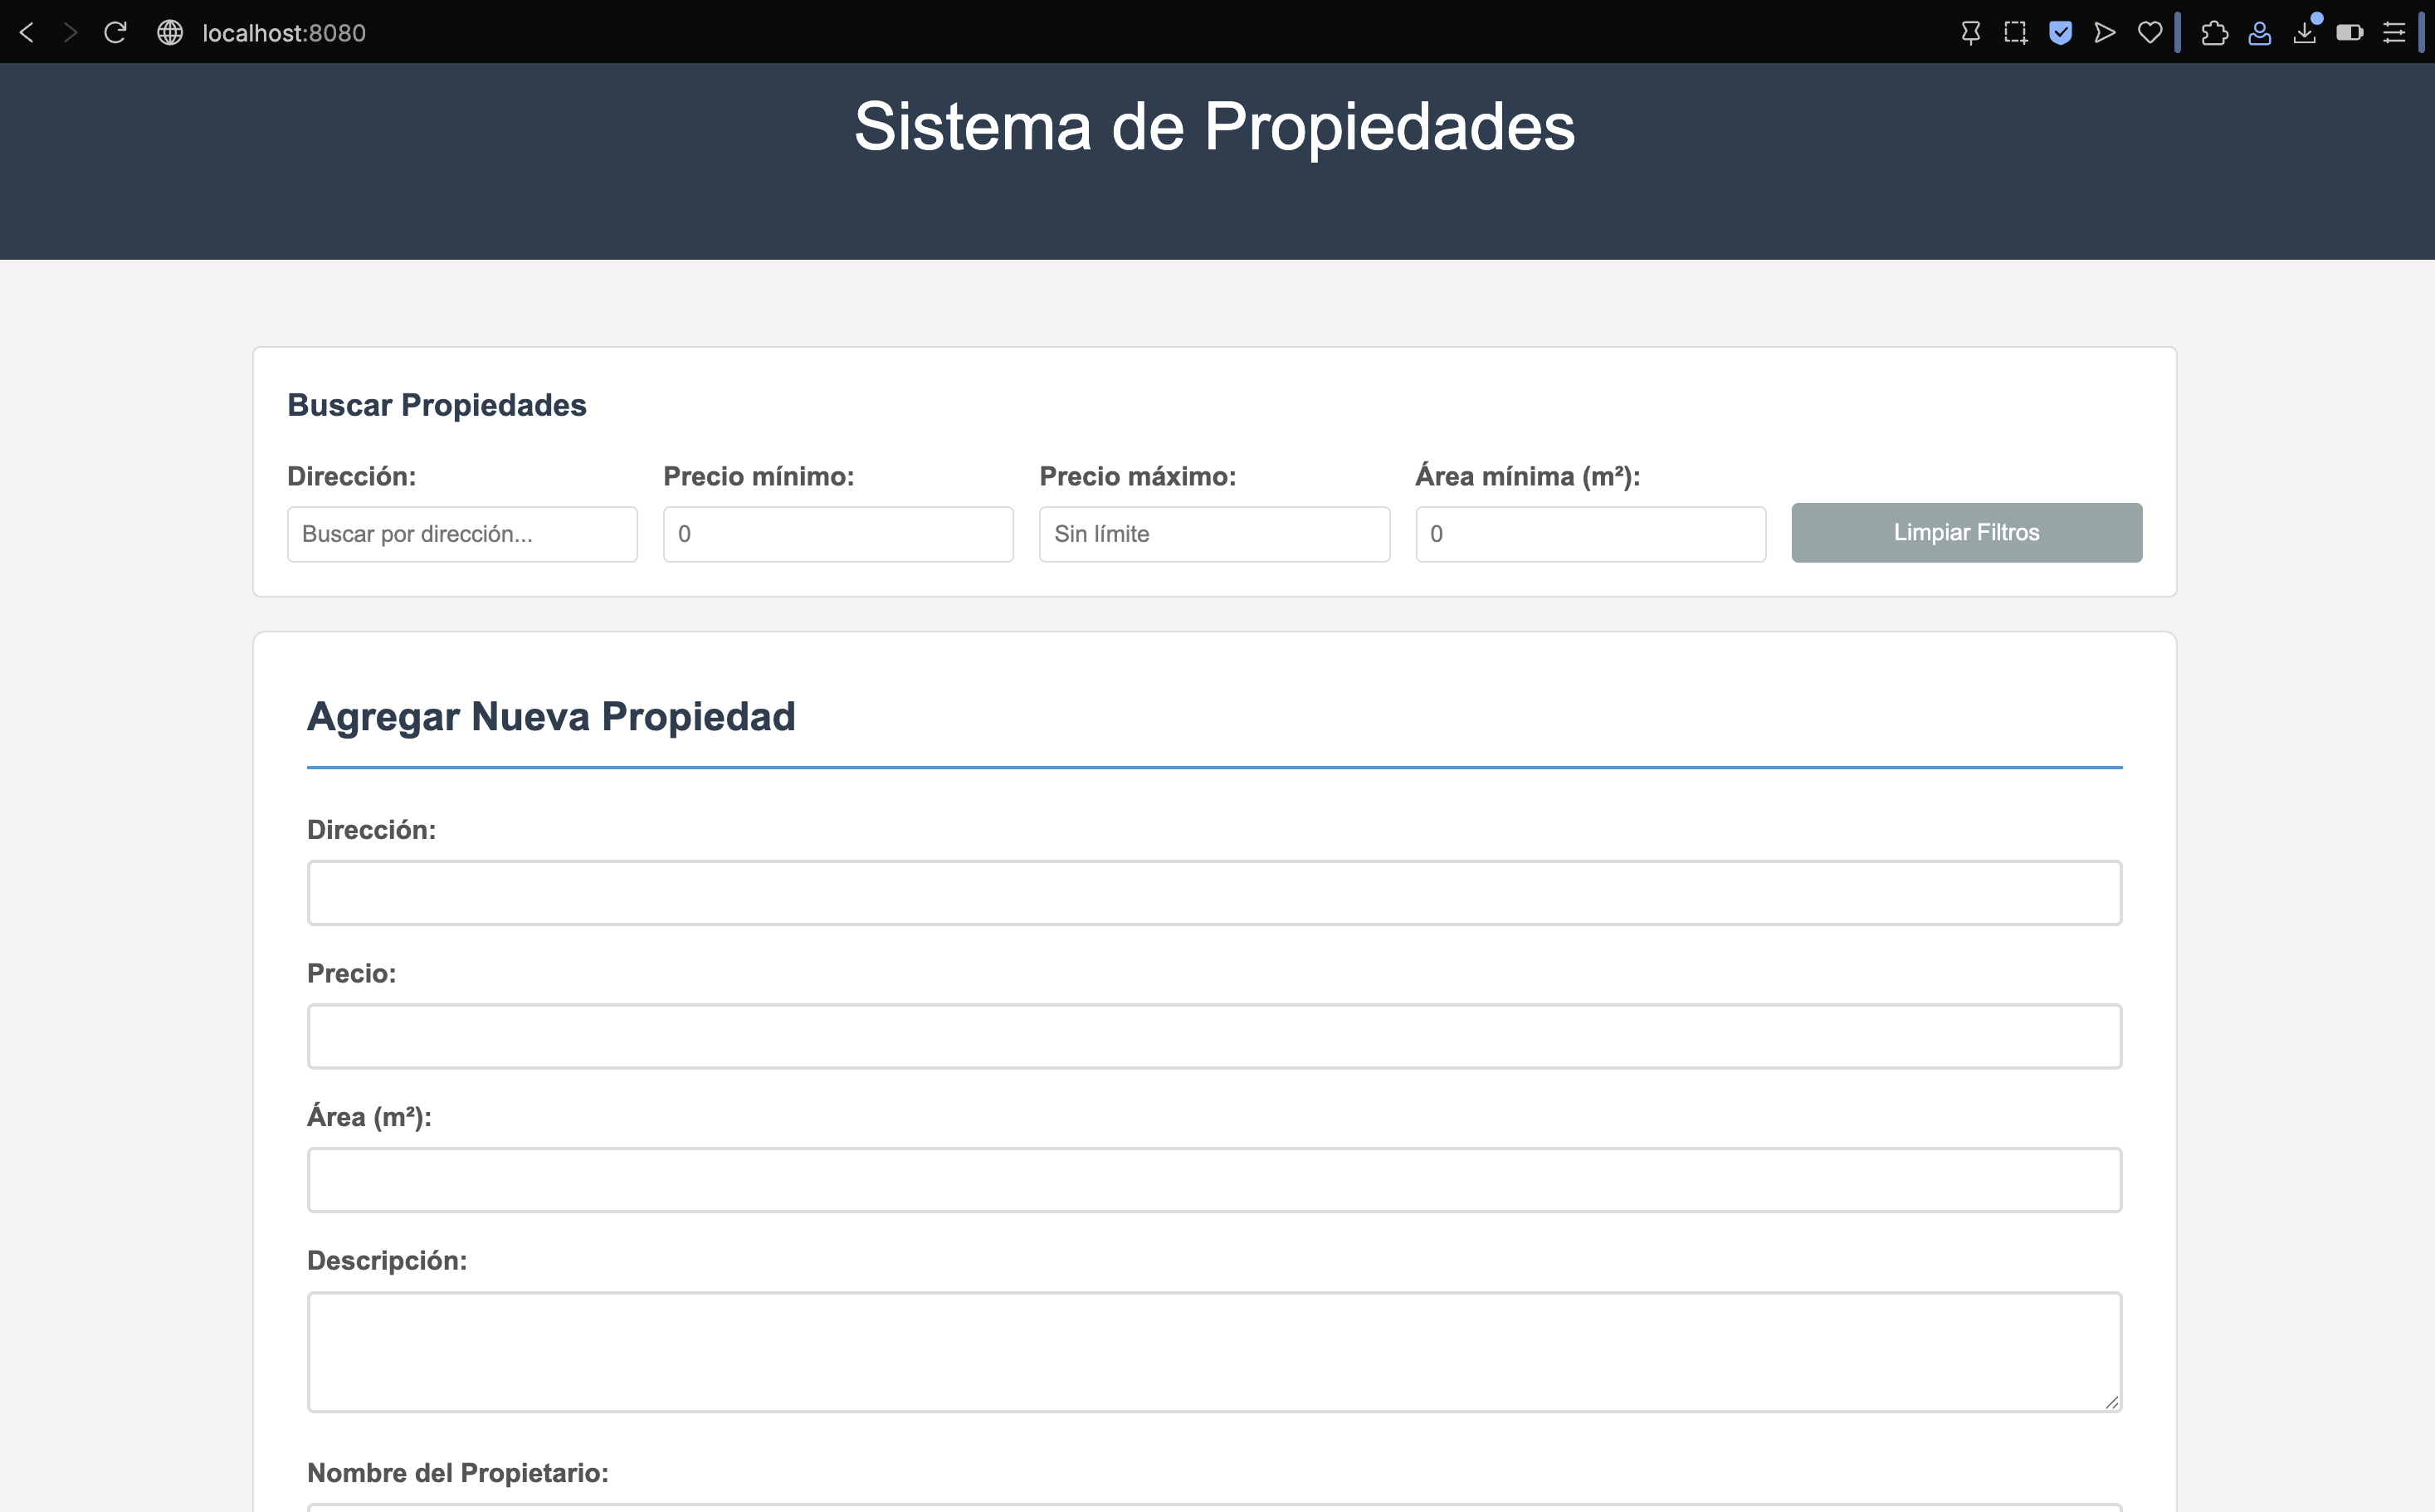 localhost:8080
Sistema de Propiedades
Buscar Propiedades
Dirección: Precio mínimo: Precio máximo: Área mínima (m²):
Buscar por dirección... 0 Sin límite 0 Limpiar Filtros
Agregar Nueva Propiedad
Dirección:
Precio:
Área (m²):
Descripción:
Nombre del Propietario: